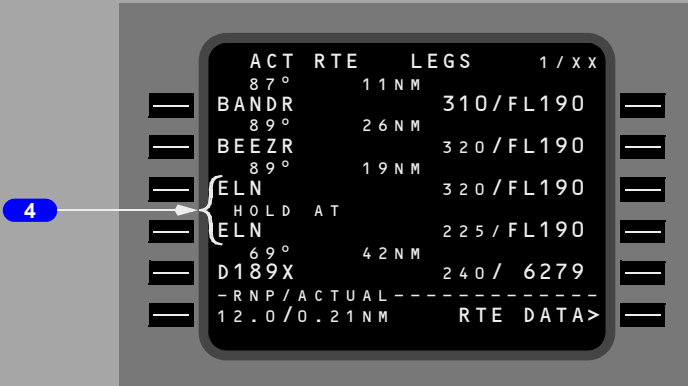 ACT RTE LEGS 1/XX
87° 11NM
BANDR 310/FL190
89° 26NM
BEEZR 320/FL190
89° 19NM
ELN 320/FL190
4
HOLD AT
ELN 225/FL190
69° 42NM
D189X 240/ 6279
-RNP/ACTUAL-------------
12.0/0.21NM RTE DATA>